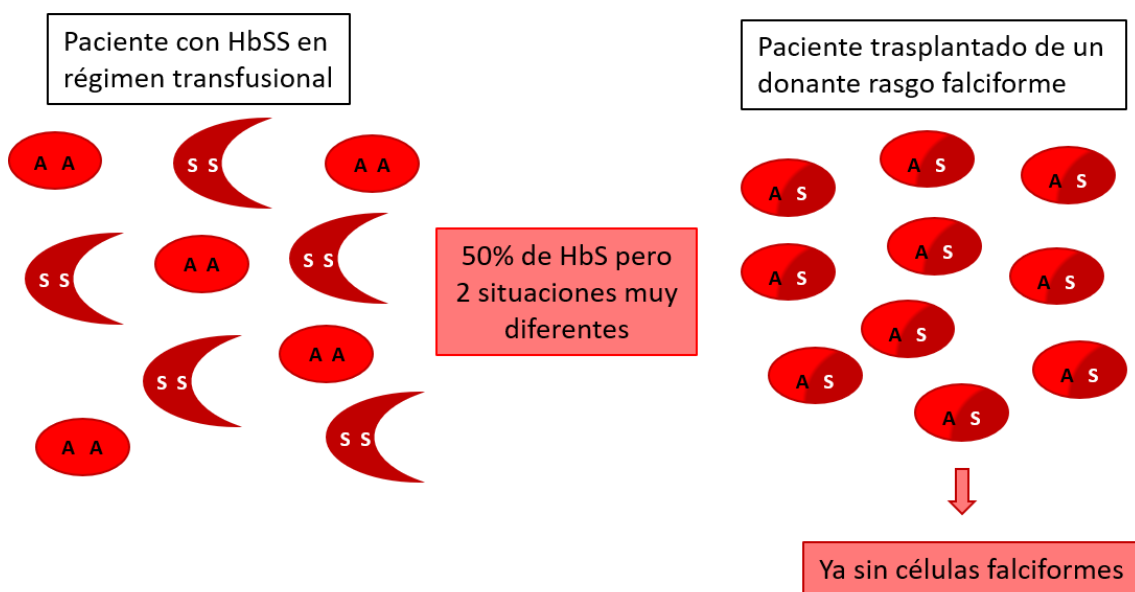 Paciente con HbSS en
régimen transfusional
Paciente trasplantado de un
donante rasgo falciforme
A A
S S
A A
S S
A A
S S
50% de HbS pero
2 situaciones muy
diferentes
S S
A A
A A
S S
A S
A S
A S
A S
A S
A S
A S
A S
A S
A S
Ya sin células falciformes